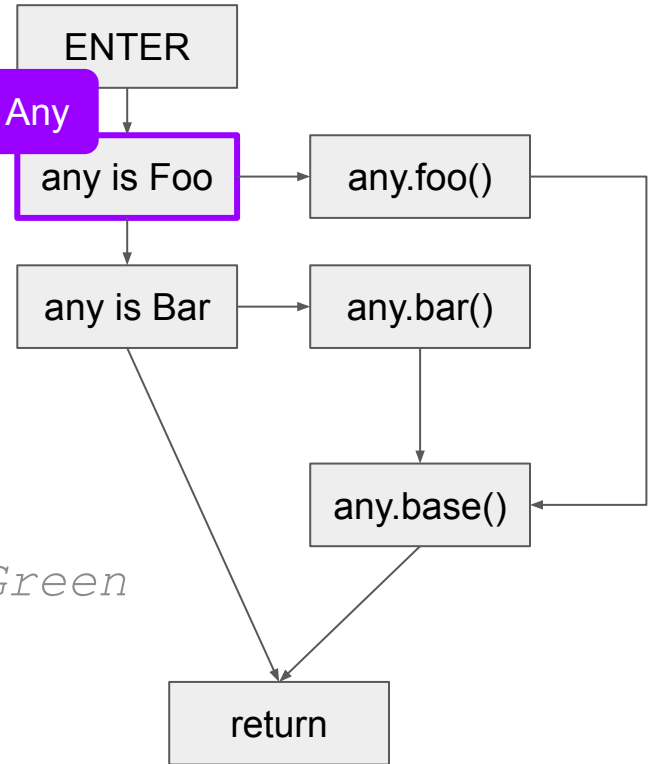 ENTER
Any
any is Foo
any.foo()
any is Bar
any.bar()
any.base()
Green
return